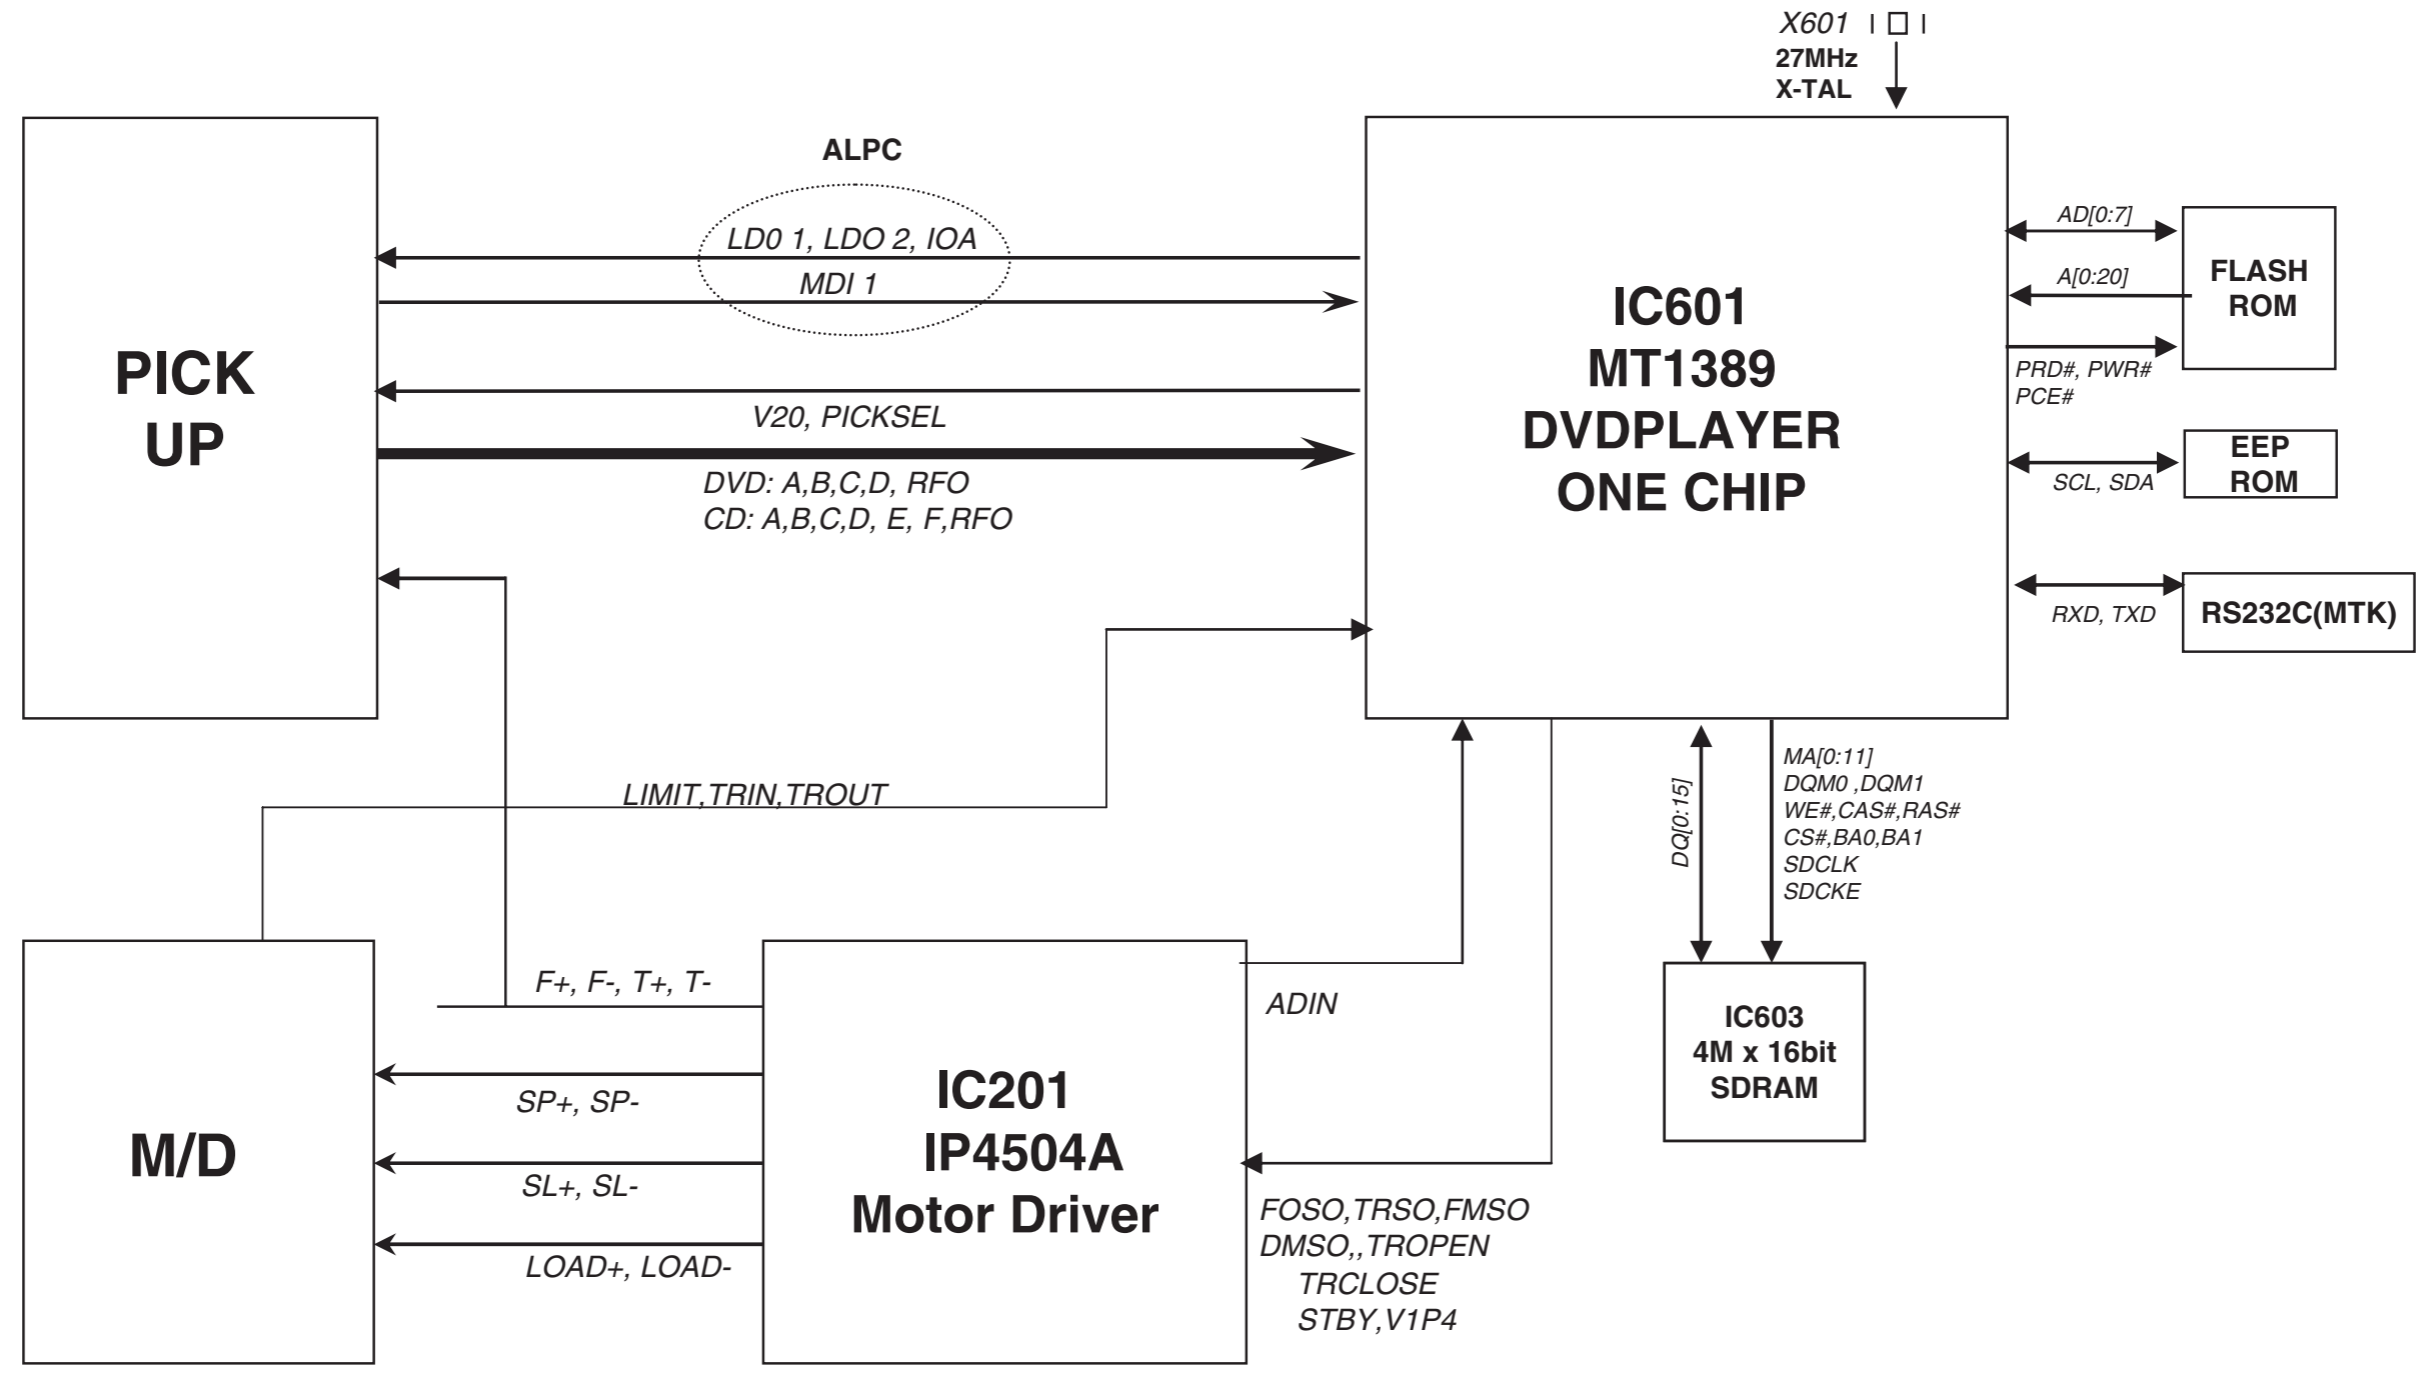 X601
27MHz
X-TAL
ALPC
LD0 1, LDO 2, IOA
MDI 1
V20, PICKSEL
DVD: A,B,C,D, RFO
CD: A,B,C,D, E, F,RFO
PICK
UP
IC601
MT1389
DVDPLAYER
ONE CHIP
AD[0:7]
A[0:20]
PRD#, PWR#
PCE#
FLASH
ROM
SCL, SDA
EEP
ROM
RXD, TXD
RS232C(MTK)
LIMIT,TRIN,TROUT
DQ[0:15]
MA[0:11]
DQM0 ,DQM1
WE#,CAS#,RAS#
CS#,BA0,BA1
SDCLK
SDCKE
M/D
F+, F-, T+, T-
SP+, SP-
SL+, SL-
LOAD+, LOAD-
IC201
IP4504A
Motor Driver
ADIN
FOSO,TRSO,FMSO
DMSO,,TROPEN
TRCLOSE
STBY,V1P4
IC603
4M x 16bit
SDRAM